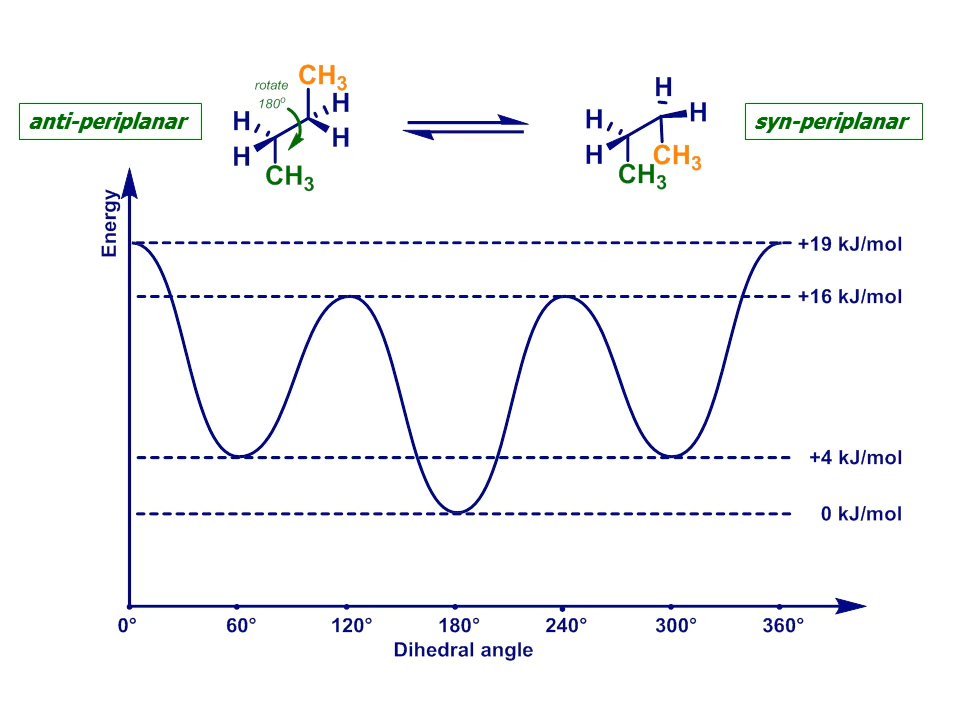 anti-periplanar
rotate
180°
CH3
H
H
H
H
CH3
H
H
H
H
CH3
CH3
syn-periplanar
Energy
+19 kJ/mol
+16 kJ/mol
+4 kJ/mol
0 kJ/mol
0° 60° 120° 180° 240° 300° 360°
Dihedral angle